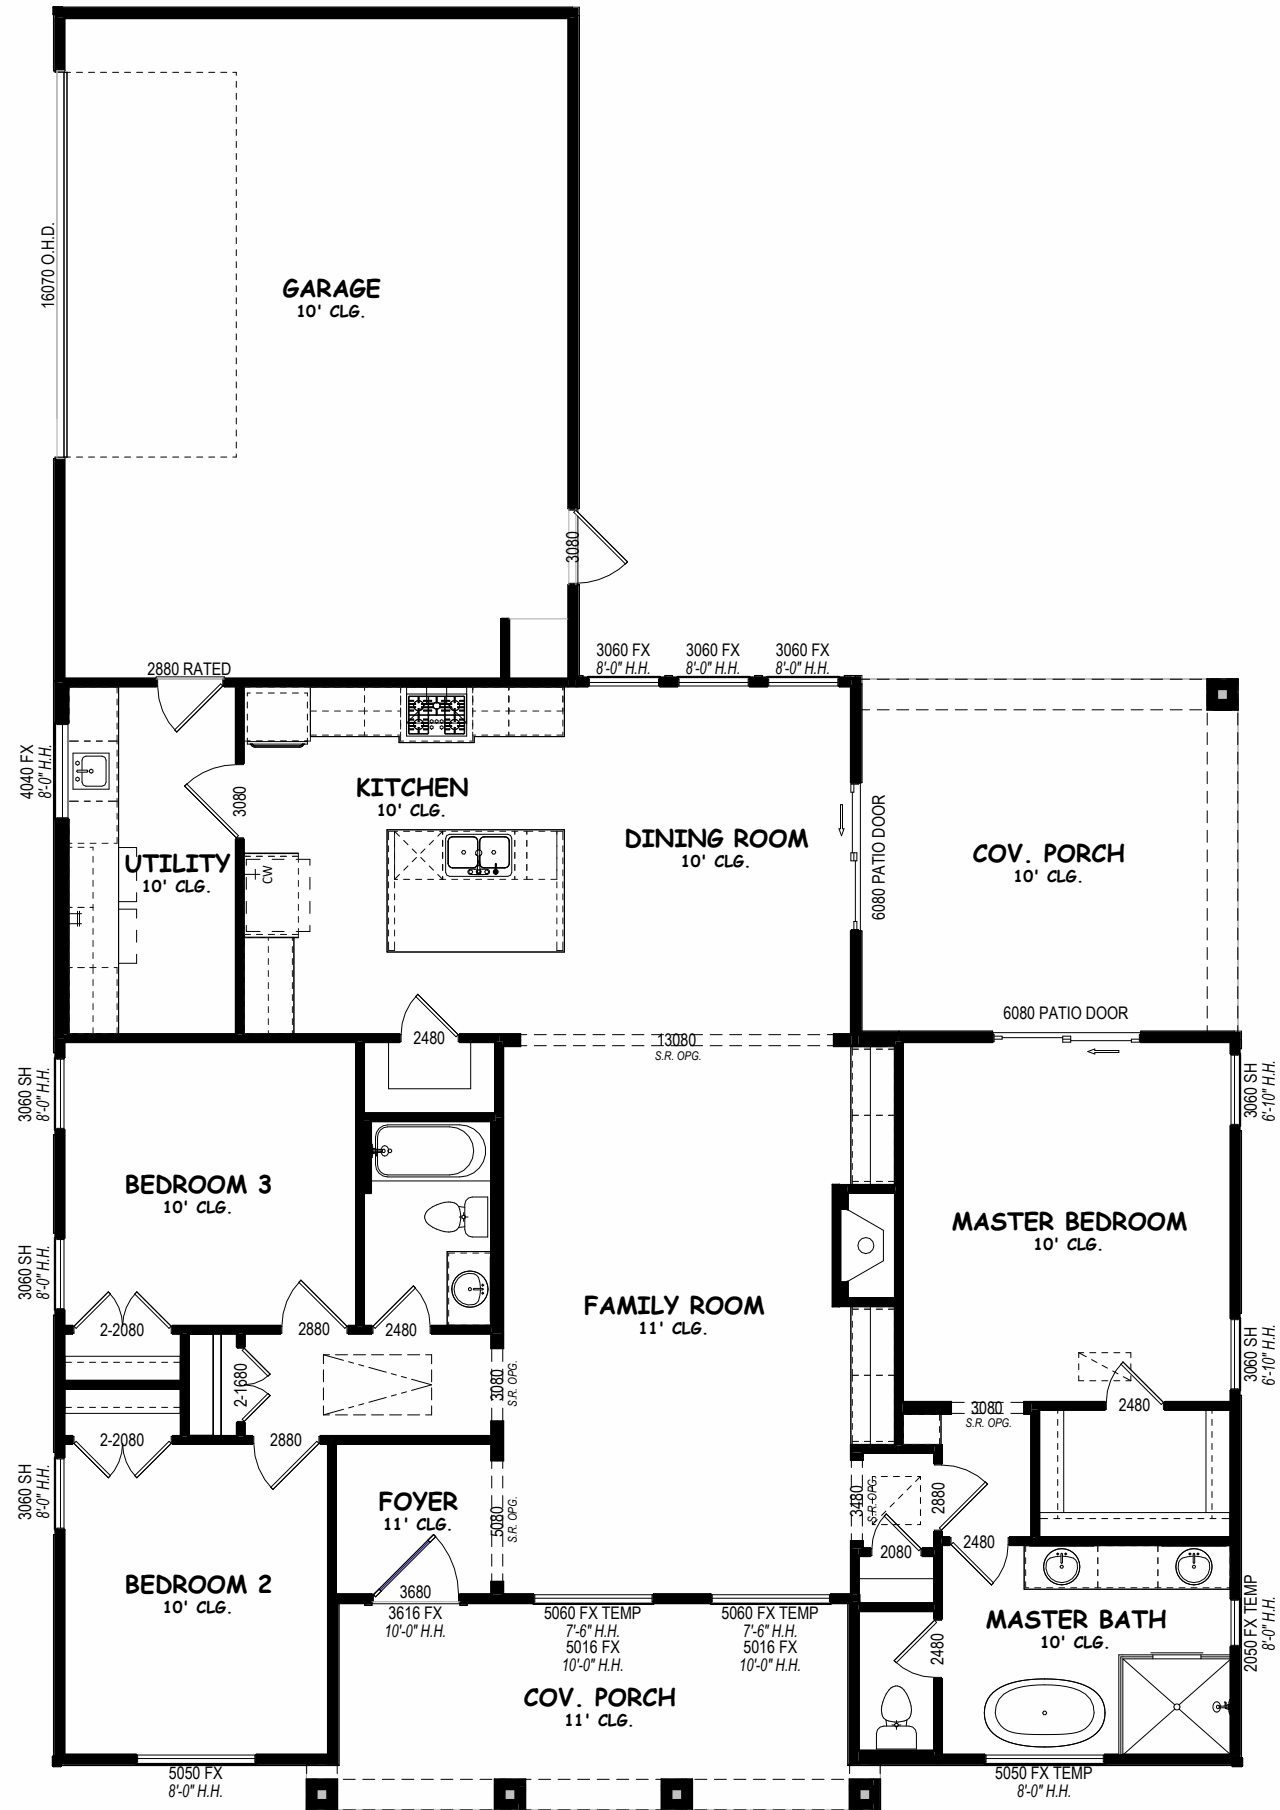 16070 O.H.D.
GARAGE
10' CLG.
3080
2880 RATED
3060 FX
8'-0" H.H.
3060 FX
8'-0" H.H.
3060 FX
8'-0" H.H.
4040 FX
8'-0" H.H.
3080
KITCHEN
10' CLG.
UTILITY
10' CLG.
CW
DINING ROOM
10' CLG.
6080 PATIO DOOR
COV. PORCH
10' CLG.
6080 PATIO DOOR
2480
13080
S.R. OPG.
3060 SH
8'-0" H.H.
3060 SH
6'-10" H.H.
BEDROOM 3
10' CLG.
MASTER BEDROOM
10' CLG.
3060 SH
8'-0" H.H.
FAMILY ROOM
11' CLG.
2-2080
2880
2480
3080
S.R. OPG.
3060 SH
6'-10" H.H.
2-1680
2-2080
2880
3080
S.R. OPG.
2480
3060 SH
8'-0" H.H.
FOYER
11' CLG.
5080
S.R. OPG.
3480
S.R. OPG.
2880
2080
2480
BEDROOM 2
10' CLG.
3680
3616 FX
10'-0" H.H.
5060 FX TEMP
7'-6" H.H.
5016 FX
10'-0" H.H.
5060 FX TEMP
7'-6" H.H.
5016 FX
10'-0" H.H.
2480
MASTER BATH
10' CLG.
2050 FX TEMP
8'-0" H.H.
COV. PORCH
11' CLG.
5050 FX
8'-0" H.H.
5050 FX TEMP
8'-0" H.H.